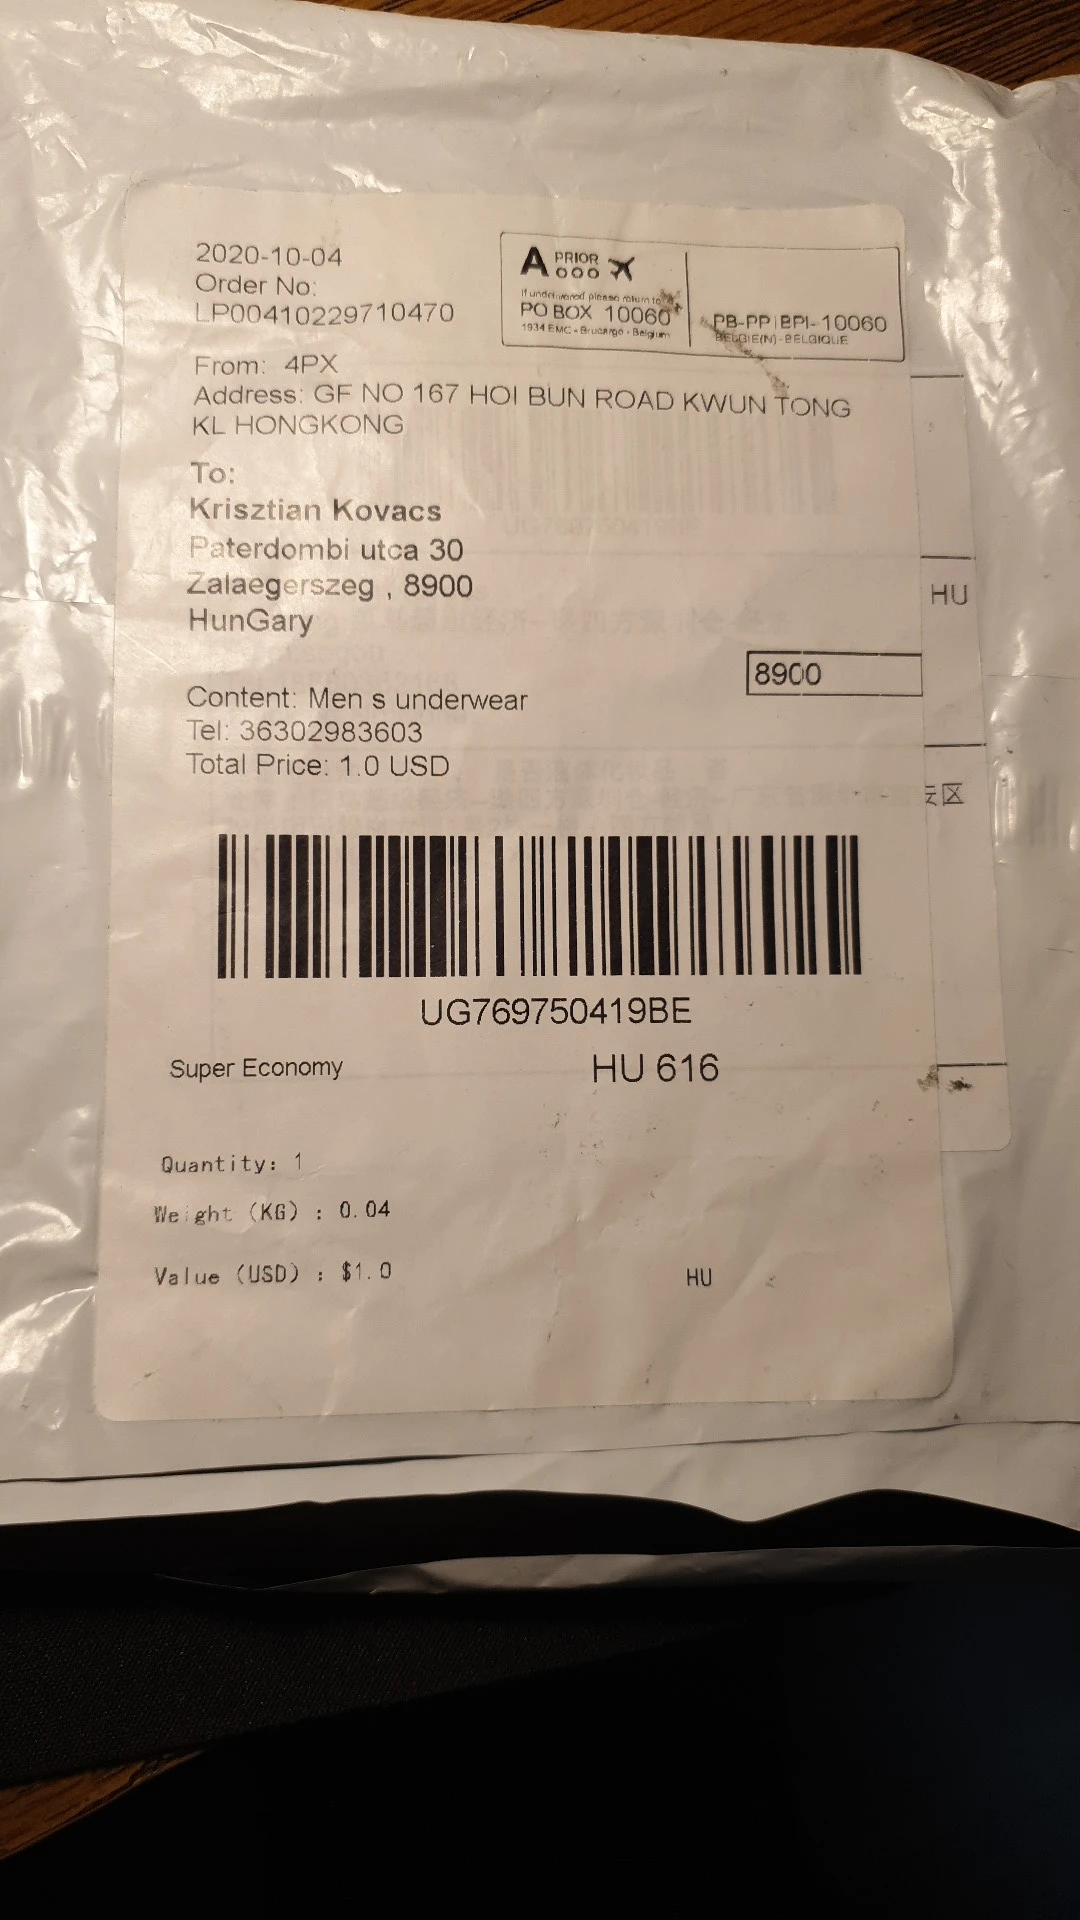 2020-10-04
Order No:
LP00410229710470
A PRIOR
If undelivered please return to
PO BOX 10060
1934 EMC - Brucargo - Belgium
PB-PP | BPI- 10060
BELGIE(N) - BELGIQUE
From: 4PX
Address: GF NO 167 HOI BUN ROAD KWUN TONG
KL HONGKONG
To:
Krisztian Kovacs
Paterdombi utca 30
Zalaegerszeg , 8900
HU
HunGary
8900
Content: Men s underwear
Tel: 36302983603
Total Price: 1.0 USD
区
UG769750419BE
Super Economy
HU 616
Quantity: 1
Weight (KG) : 0.04
Value (USD) : $1.0
HU